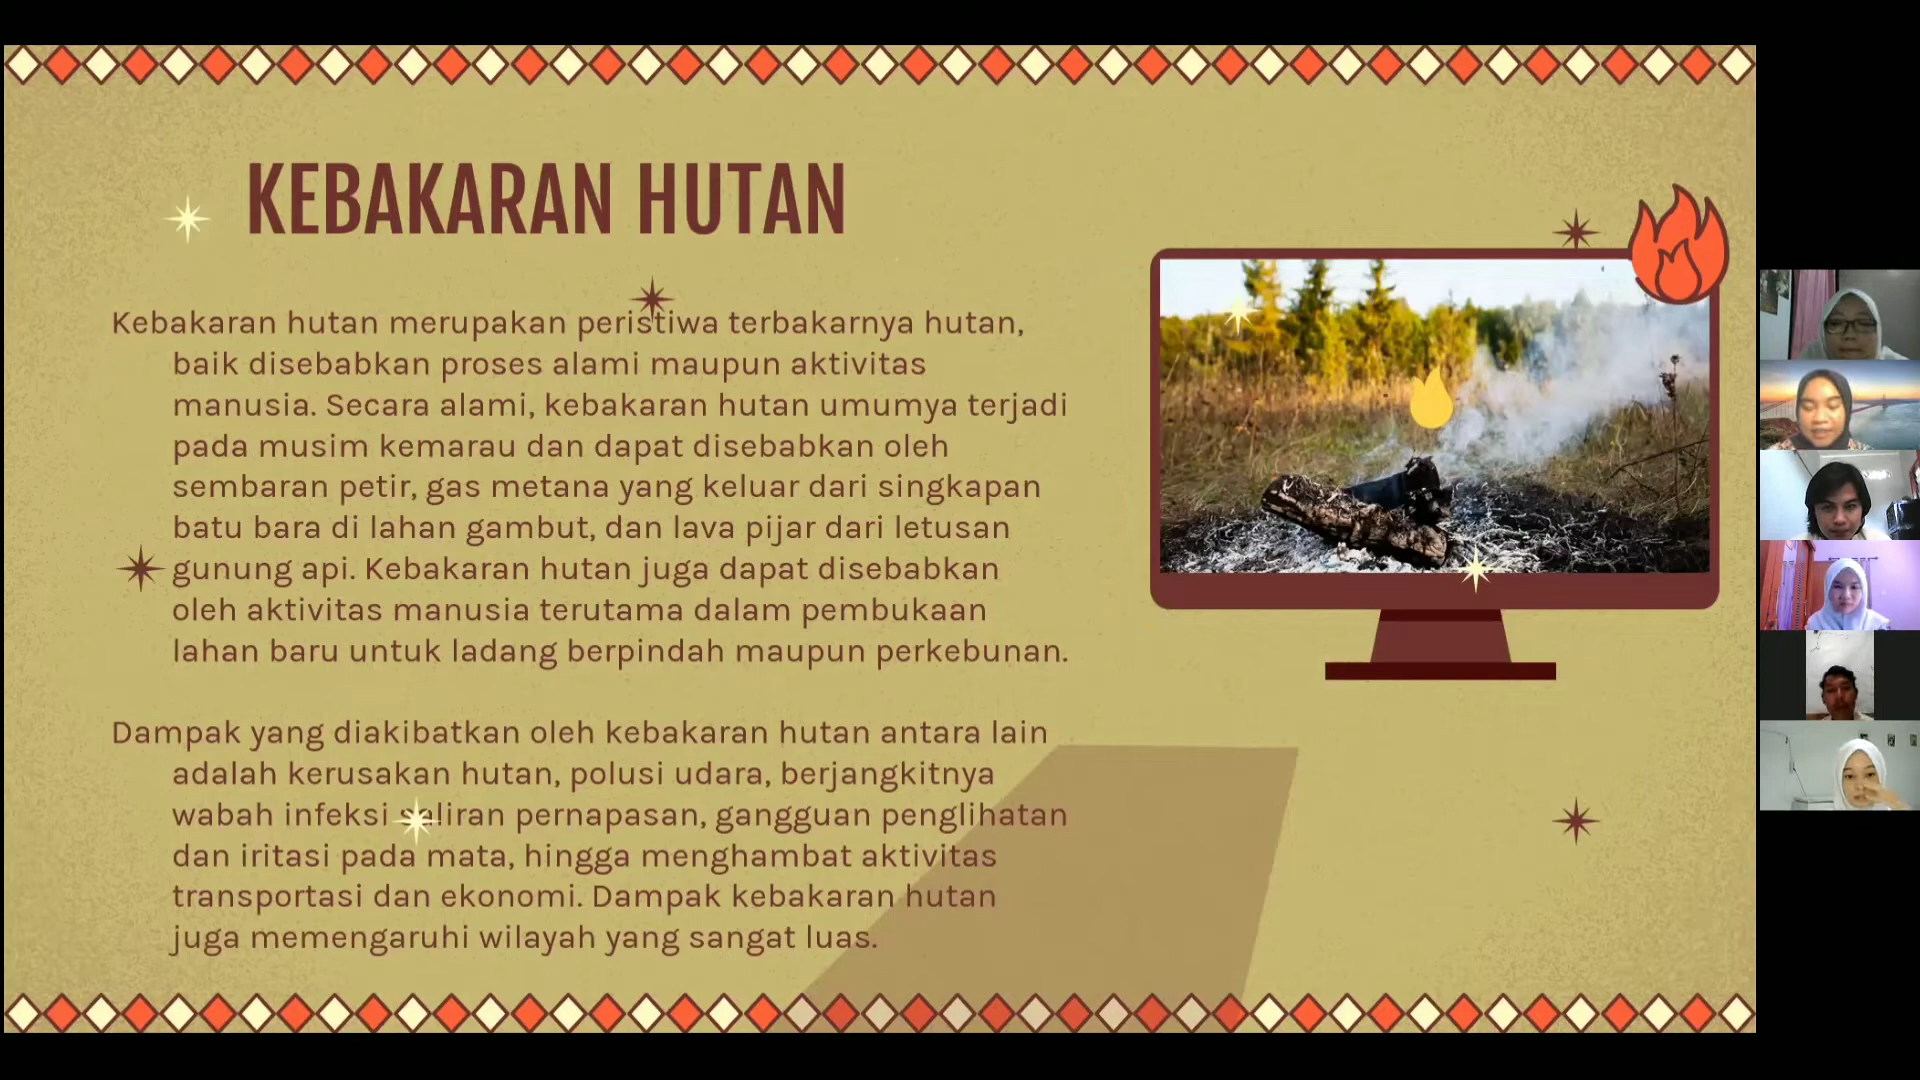 KEBAKARAN HUTAN
Kebakaran hutan merupakan peristiwa terbakarnya hutan,
baik disebabkan proses alami maupun aktivitas
manusia. Secara alami, kebakaran hutan umumya terjadi
pada musim kemarau dan dapat disebabkan oleh
sembaran petir, gas metana yang keluar dari singkapan
batu bara di lahan gambut, dan lava pijar dari letusan
gunung api. Kebakaran hutan juga dapat disebabkan
oleh aktivitas manusia terutama dalam pembukaan
lahan baru untuk ladang berpindah maupun perkebunan.
Dampak yang diakibatkan oleh kebakaran hutan antara lain
adalah kerusakan hutan, polusi udara, berjangkitnya
wabah infeksi saliran pernapasan, gangguan penglihatan
dan iritasi pada mata, hingga menghambat aktivitas
transportasi dan ekonomi. Dampak kebakaran hutan
juga memengaruhi wilayah yang sangat luas.